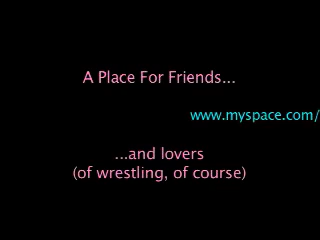 A Place For Friends...
www.myspace.com/
...and lovers
(of wrestling, of course)